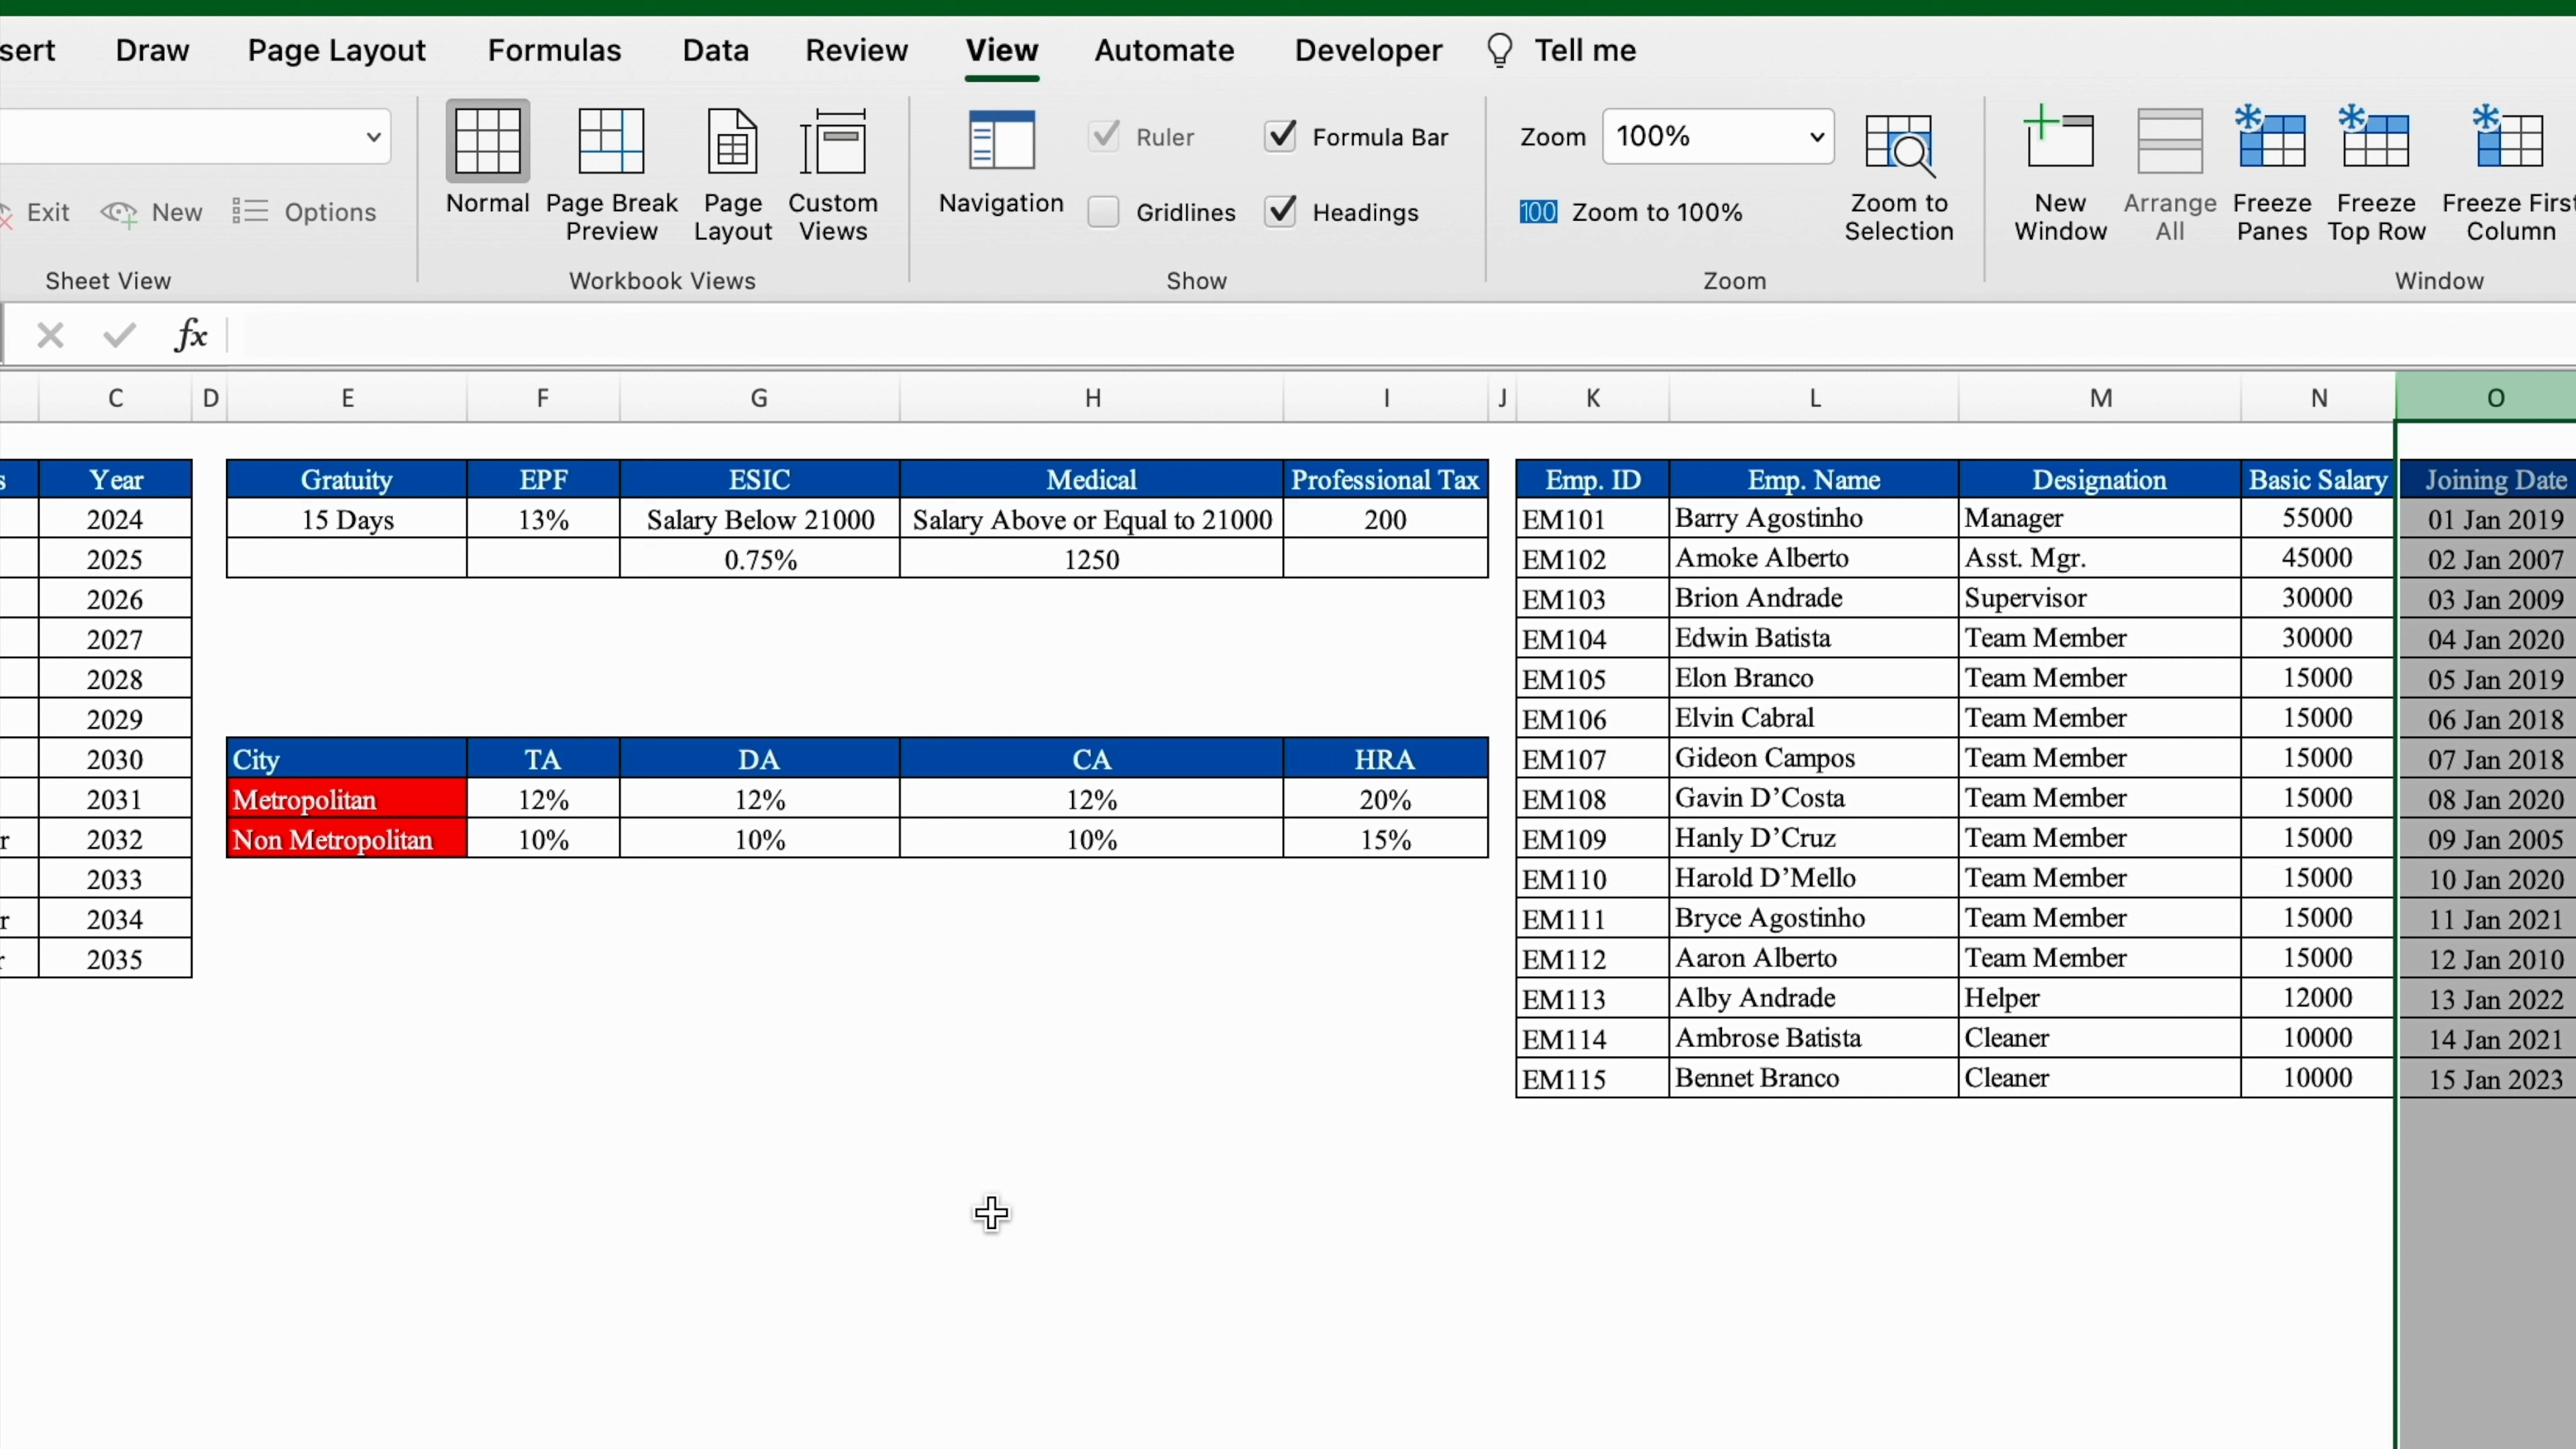 sert Draw Page Layout Formulas Data Review View Automate Developer Tell me
100%
Exit New Options
Sheet View
Normal Page Break Preview Page Layout Custom Views
Workbook Views
Navigation Ruler Formula Bar
Gridlines Headings
Show
Zoom 100%
100 Zoom to 100%
Zoom to Selection
Zoom
New Window Arrange All Freeze Panes Freeze Top Row Freeze First Column
Window
fx
C D E F G H I J K L M N O
s Year Gratuity EPF ESIC Medical Professional Tax Emp. ID Emp. Name Designation Basic Salary Joining Date
2024 15 Days 13% Salary Below 21000 Salary Above or Equal to 21000 200 EM101 Barry Agostinho Manager 55000 01 Jan 2019
2025 0.75% 1250 EM102 Amoke Alberto Asst. Mgr. 45000 02 Jan 2007
2026 EM103 Brion Andrade Supervisor 30000 03 Jan 2009
2027 EM104 Edwin Batista Team Member 30000 04 Jan 2020
2028 EM105 Elon Branco Team Member 15000 05 Jan 2019
2029 EM106 Elvin Cabral Team Member 15000 06 Jan 2018
2030 City TA DA CA HRA EM107 Gideon Campos Team Member 15000 07 Jan 2018
2031 Metropolitan 12% 12% 12% 20% EM108 Gavin D’Costa Team Member 15000 08 Jan 2020
r 2032 Non Metropolitan 10% 10% 10% 15% EM109 Hanly D’Cruz Team Member 15000 09 Jan 2005
2033 EM110 Harold D’Mello Team Member 15000 10 Jan 2020
r 2034 EM111 Bryce Agostinho Team Member 15000 11 Jan 2021
r 2035 EM112 Aaron Alberto Team Member 15000 12 Jan 2010
EM113 Alby Andrade Helper 12000 13 Jan 2022
EM114 Ambrose Batista Cleaner 10000 14 Jan 2021
EM115 Bennet Branco Cleaner 10000 15 Jan 2023